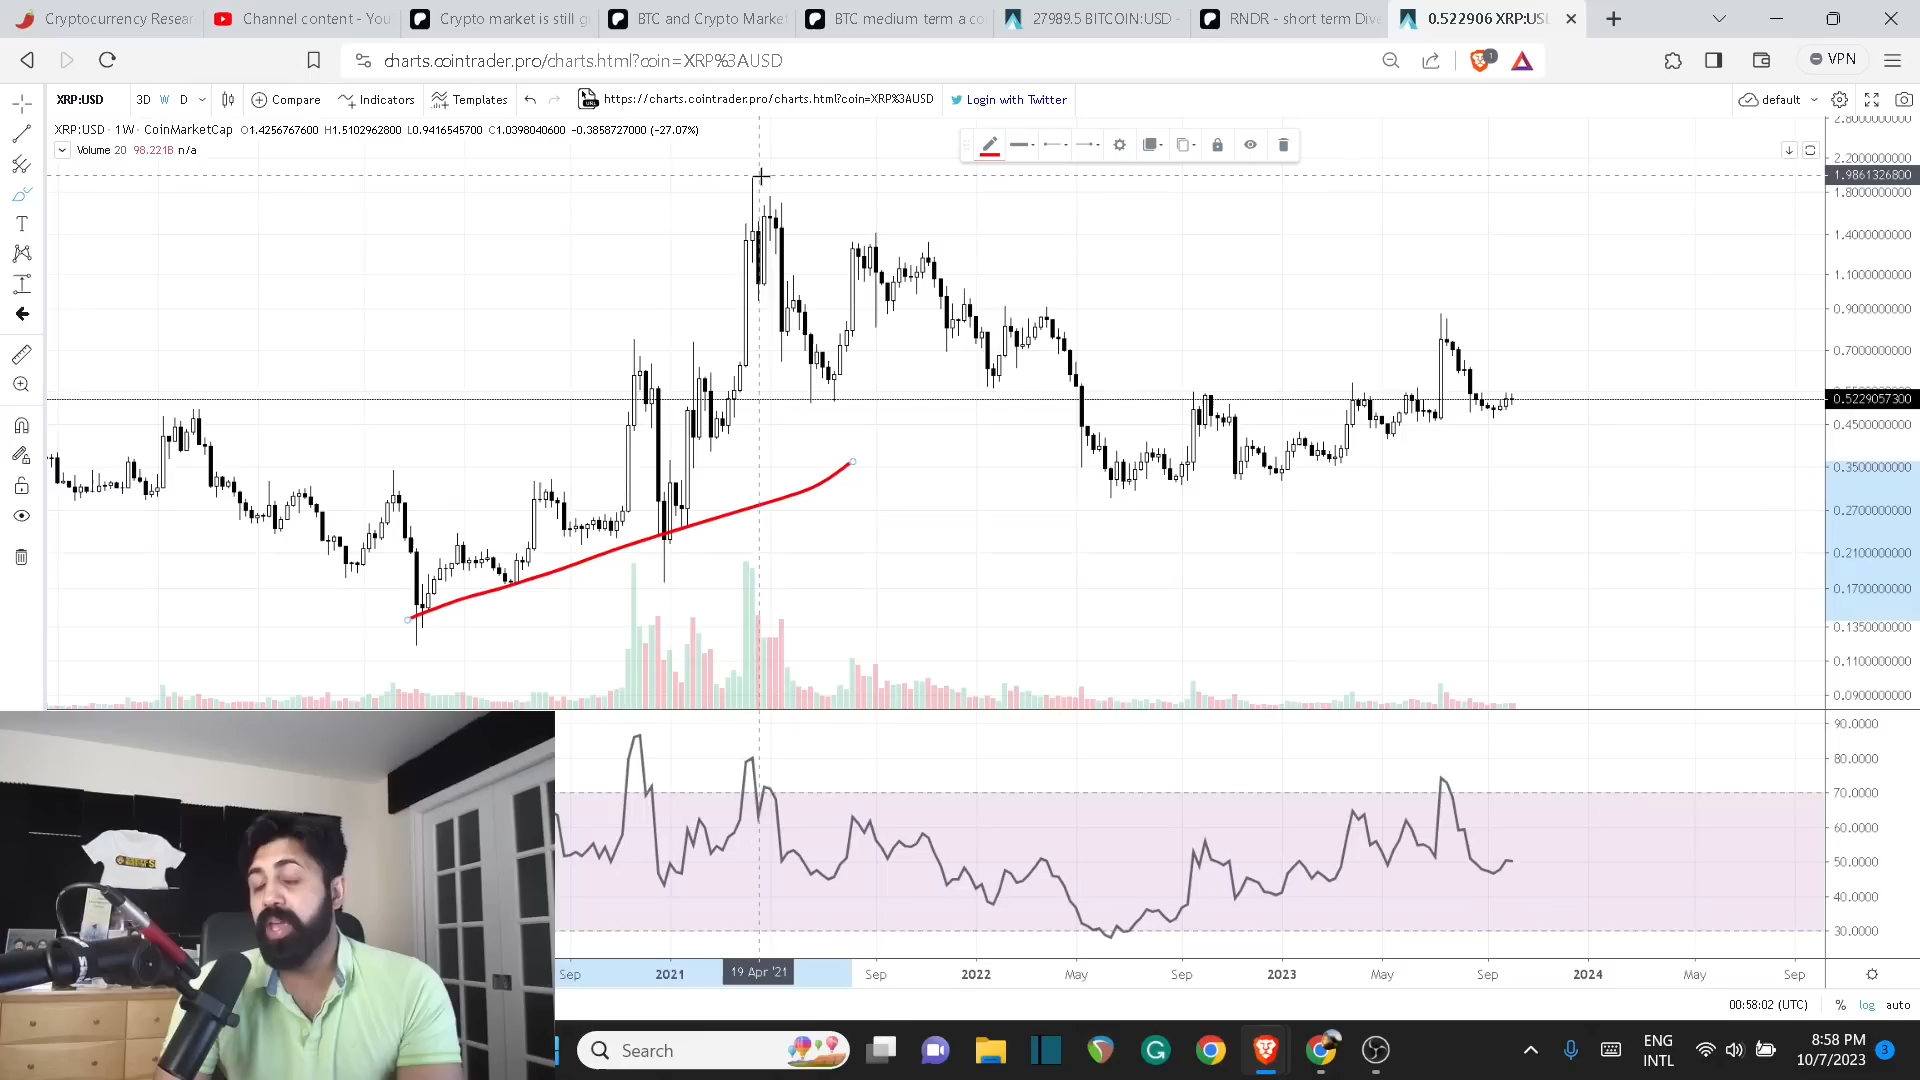 Cryptocurrency Resear
Channel content - You
Crypto market is still g
BTC and Crypto Market
BTC medium term a co
27989.5 BITCOIN:USD -
RNDR - short term Dive
0.522906 XRP:USD
charts.cointrader.pro/charts.html?coin=XRP%3AUSD
1
VPN
XRP:USD
3D W D
Compare
Indicators
Templates
https://charts.cointrader.pro/charts.html?coin=XRP%3AUSD
Login with Twitter
default
XRP:USD · 1W · CoinMarketCap O1.4256767600 H1.5102962800 L0.9416545700 C1.0398040600 -0.3858727000 (-27.07%)
Volume 20 98.221B n/a
T
2.8000000000
2.2000000000
1.9861326800
1.8000000000
1.4000000000
1.1000000000
0.9000000000
0.7000000000
0.5229057300
0.4500000000
0.3500000000
0.2700000000
0.2100000000
0.1700000000
0.1350000000
0.1100000000
0.0900000000
90.0000
80.0000
70.0000
60.0000
50.0000
40.0000
30.0000
Sep 2021 19 Apr '21 Sep 2022 May Sep 2023 May Sep 2024 May Sep
00:58:02 (UTC) % log auto
Search
ENG
INTL
8:58 PM
10/7/2023
3